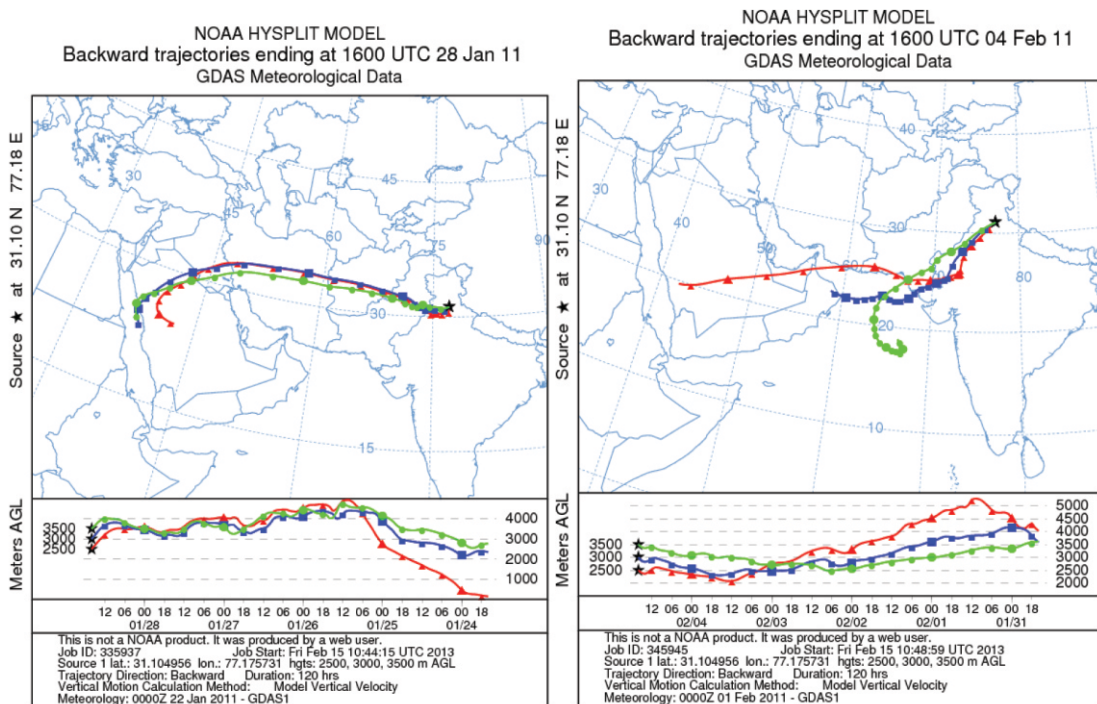 NOAA HYSPLIT MODEL
Backward trajectories ending at 1600 UTC 28 Jan 11
GDAS Meteorological Data
Source ★ at 31.10 N 77.18 E
30
45
60
45
75
90
30
15
Meters AGL
3500
3000
2500
4000
3000
2000
1000
12 06 00 18 12 06 00 18 12 06 00 18 12 06 00 18 12 06 00 18
01/28 01/27 01/26 01/25 01/24
This is not a NOAA product. It was produced by a web user.
Job ID: 335937 Job Start: Fri Feb 15 10:44:15 UTC 2013
Source 1 lat.: 31.104956 lon.: 77.175731 hgts: 2500, 3000, 3500 m AGL
Trajectory Direction: Backward Duration: 120 hrs
Vertical Motion Calculation Method: Model Vertical Velocity
Meteorology: 0000Z 22 Jan 2011 - GDAS1
NOAA HYSPLIT MODEL
Backward trajectories ending at 1600 UTC 04 Feb 11
GDAS Meteorological Data
Source ★ at 31.10 N 77.18 E
40
30
40
50
30
60
80
20
10
Meters AGL
3500
3000
2500
5000
4500
4000
3500
3000
2500
2000
12 06 00 18 12 06 00 18 12 06 00 18 12 06 00 18 12 06 00 18
02/04 02/03 02/02 02/01 01/31
This is not a NOAA product. It was produced by a web user.
Job ID: 345945 Job Start: Fri Feb 15 10:48:59 UTC 2013
Source 1 lat.: 31.104956 lon.: 77.175731 hgts: 2500, 3000, 3500 m AGL
Trajectory Direction: Backward Duration: 120 hrs
Vertical Motion Calculation Method: Model Vertical Velocity
Meteorology: 0000Z 01 Feb 2011 - GDAS1